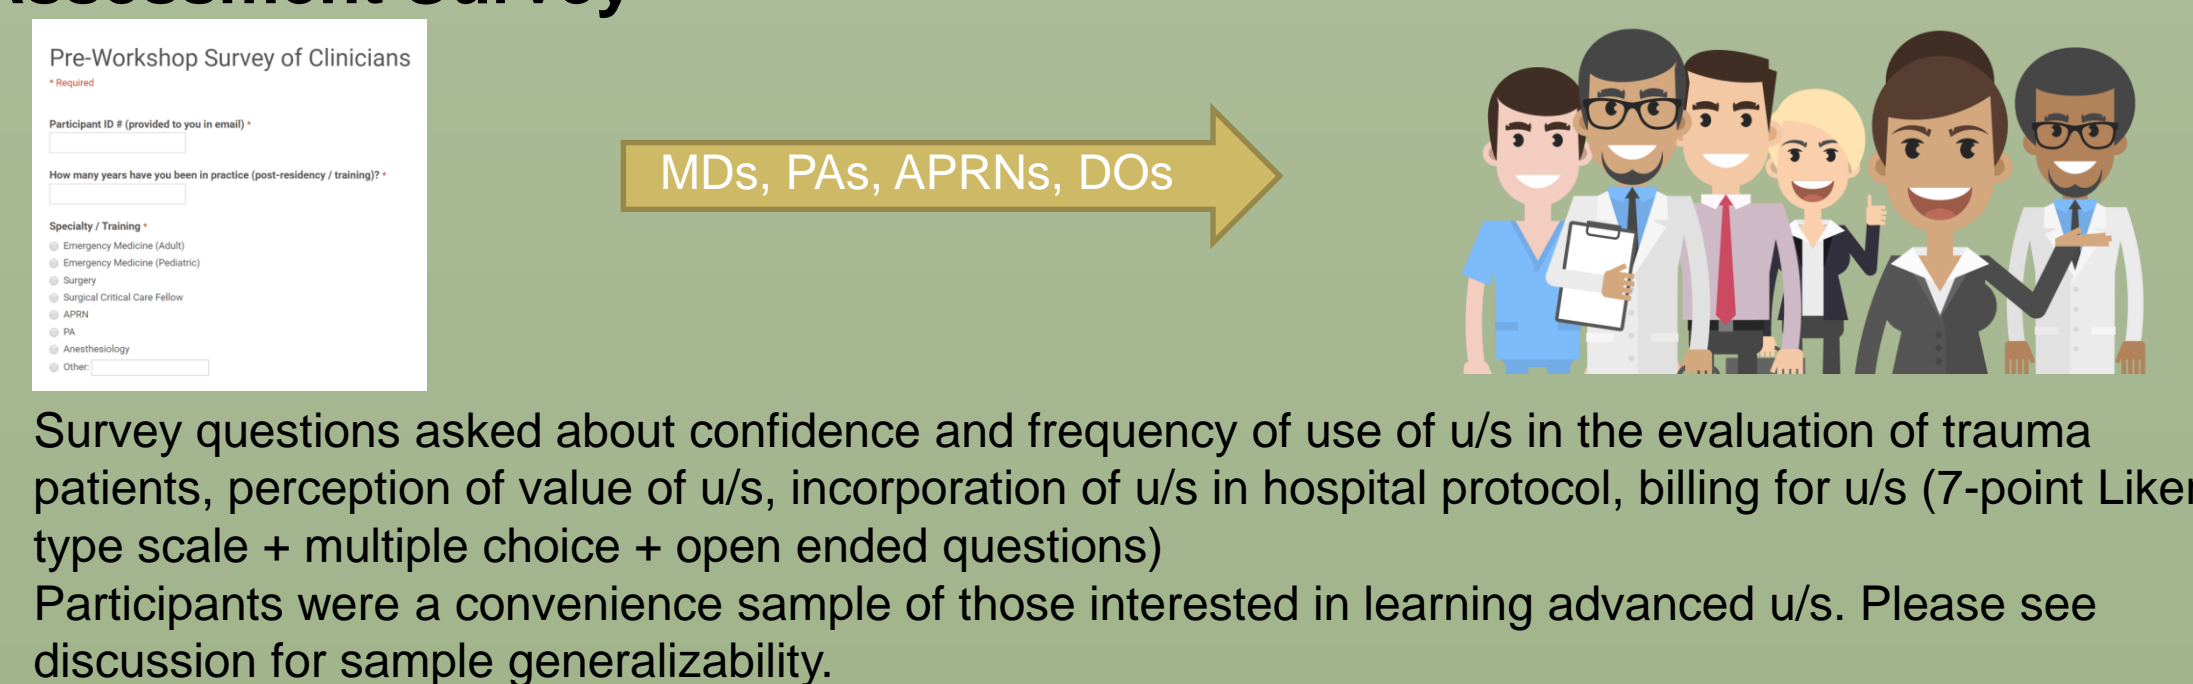 Assessment Survey
Pre-Workshop Survey of Clinicians
* Required
Participant ID # (provided to you in email) *
How many years have you been in practice (post-residency / training)? *
Specialty / Training *
Emergency Medicine (Adult)
Emergency Medicine (Pediatric)
Surgery
Surgical Critical Care Fellow
APRN
PA
Anesthesiology
Other:
MDs, PAs, APRNs, DOs
Survey questions asked about confidence and frequency of use of u/s in the evaluation of trauma
patients, perception of value of u/s, incorporation of u/s in hospital protocol, billing for u/s (7-point Liker
type scale + multiple choice + open ended questions)
Participants were a convenience sample of those interested in learning advanced u/s. Please see
discussion for sample generalizability.